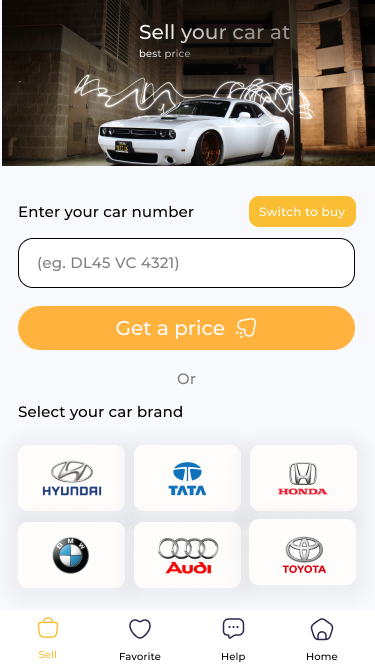 Sell your car at
best price
Enter your car number
Switch to buy
(eg. DL45 VC 4321)
Get a price
Or
Select your car brand
HYUNDAI
TATA
HONDA
BMW
Audi
TOYOTA
Sell
Favorite
Help
Home